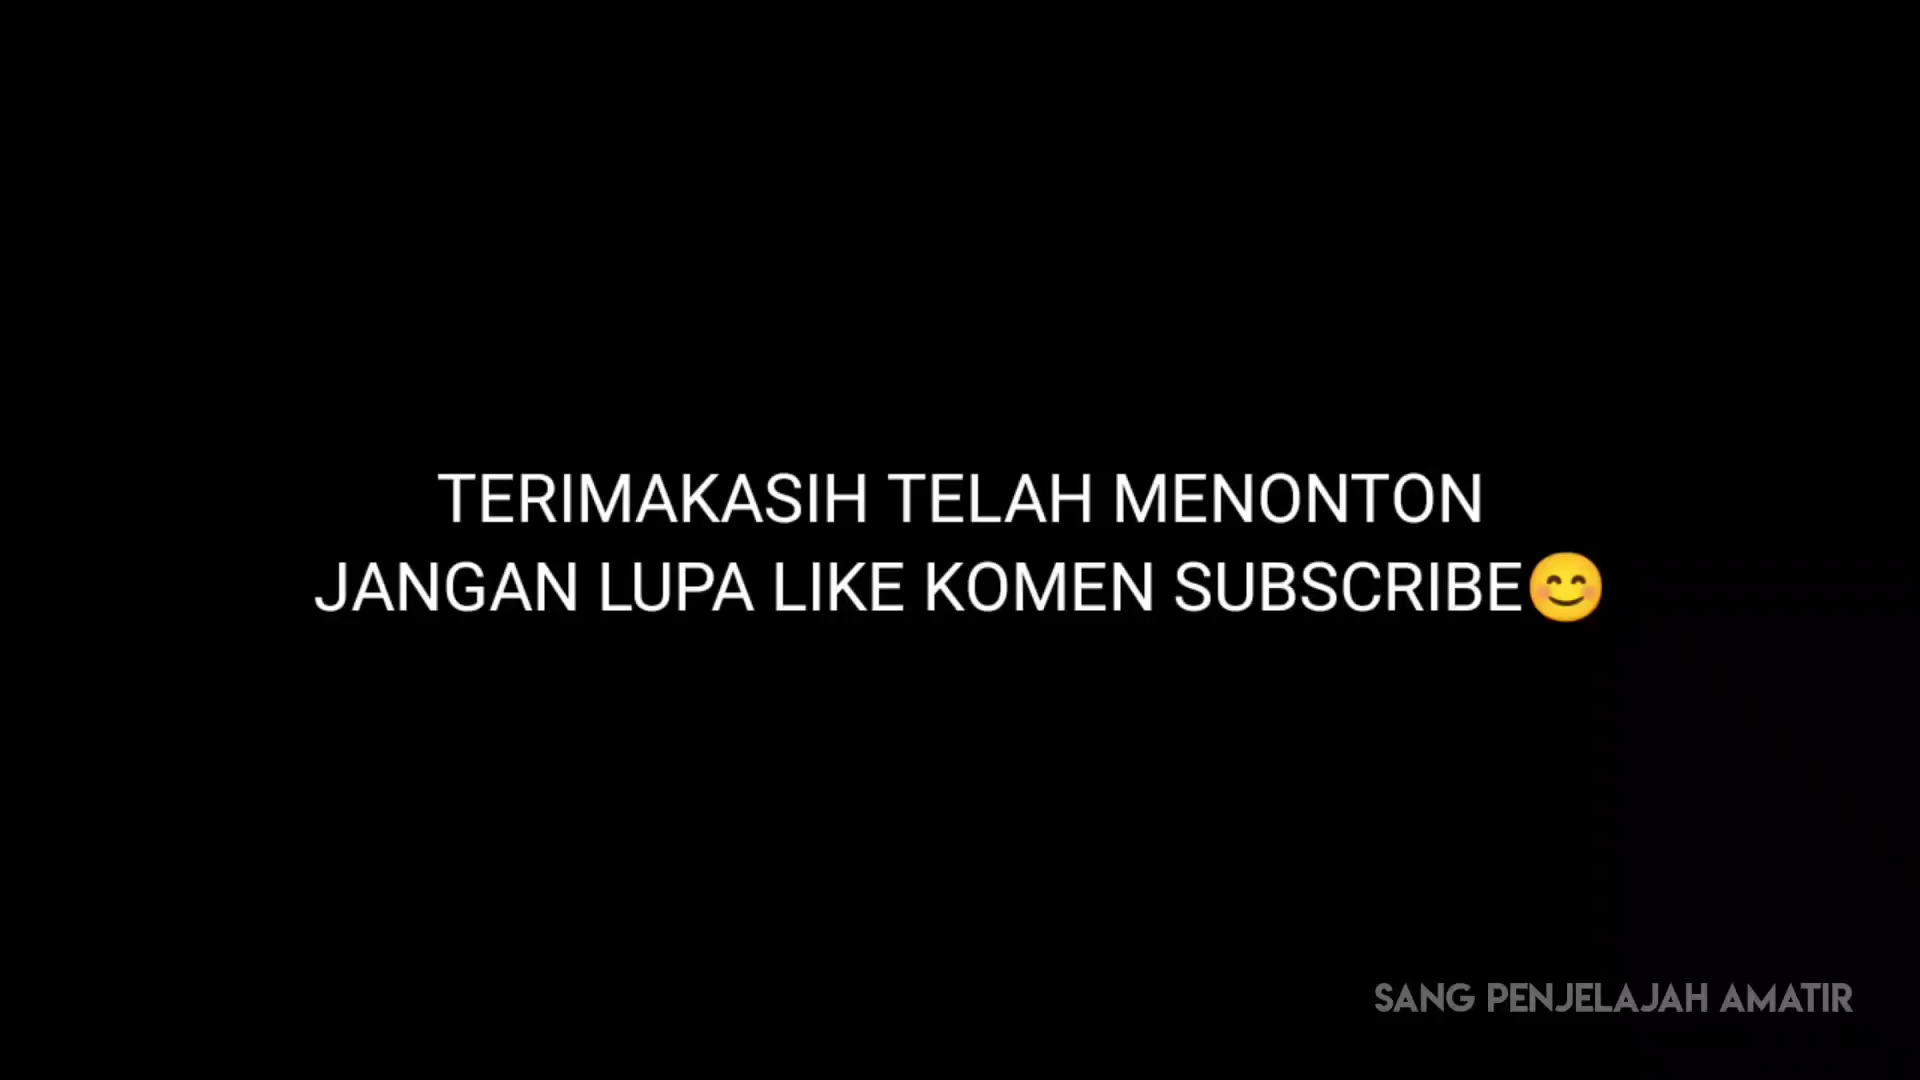 TERIMAKASIH TELAH MENONTON
JANGAN LUPA LIKE KOMEN SUBSCRIBE😊
SANG PENJELAJAH AMATIR